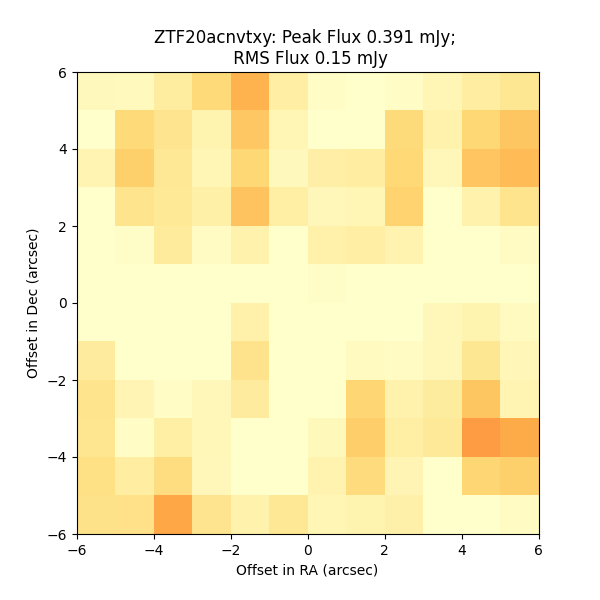 ZTF20acnvtxy: Peak Flux 0.391 mJy;
RMS Flux 0.15 mJy
6
4
2
0
−2
−4
−6
Offset in Dec (arcsec)
−6 −4 −2 0 2 4 6
Offset in RA (arcsec)